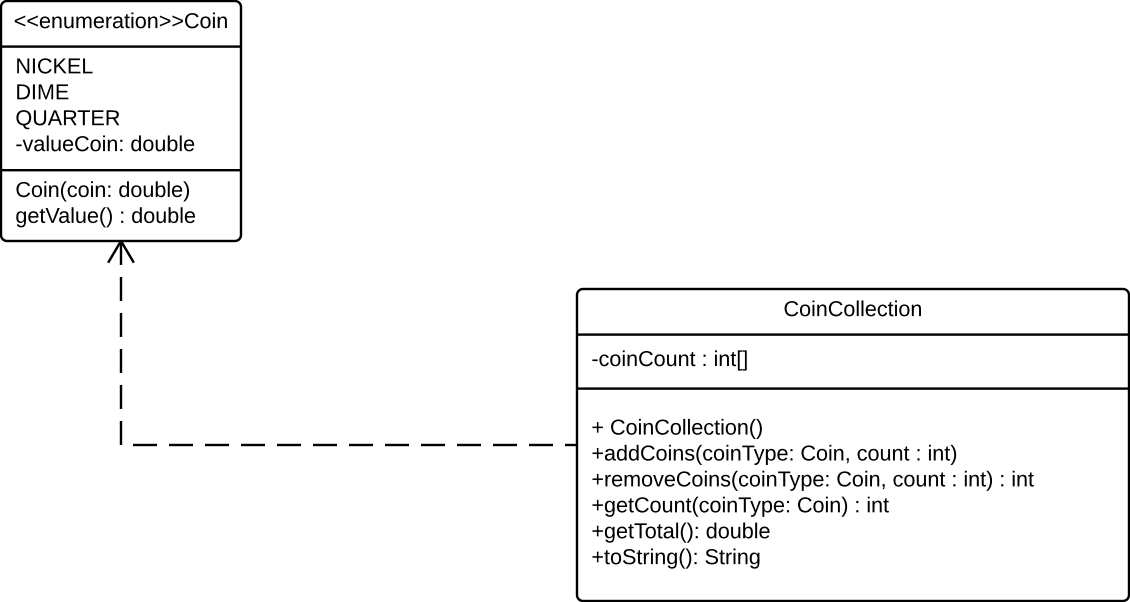 <<enumeration>>Coin
NICKEL
DIME
QUARTER
-valueCoin: double
Coin(coin: double)
getValue() : double
CoinCollection
-coinCount : int[]
+ CoinCollection()
+addCoins(coinType: Coin, count : int)
+removeCoins(coinType: Coin, count : int) : int
+getCount(coinType: Coin) : int
+getTotal(): double
+toString(): String